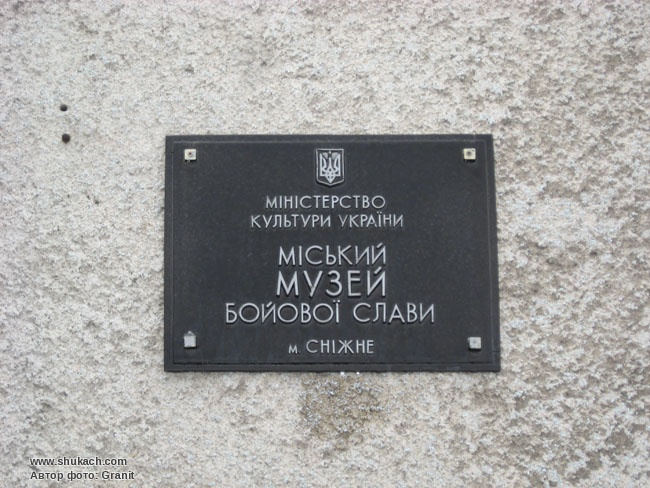 МІНІСТЕРСТВО
КУЛЬТУРИ УКРАЇНИ
МІСЬКИЙ
МУЗЕЙ
БОЙОВОЇ СЛАВИ
м. СНІЖНЕ
www.shukach.com
Автор фото: Granit